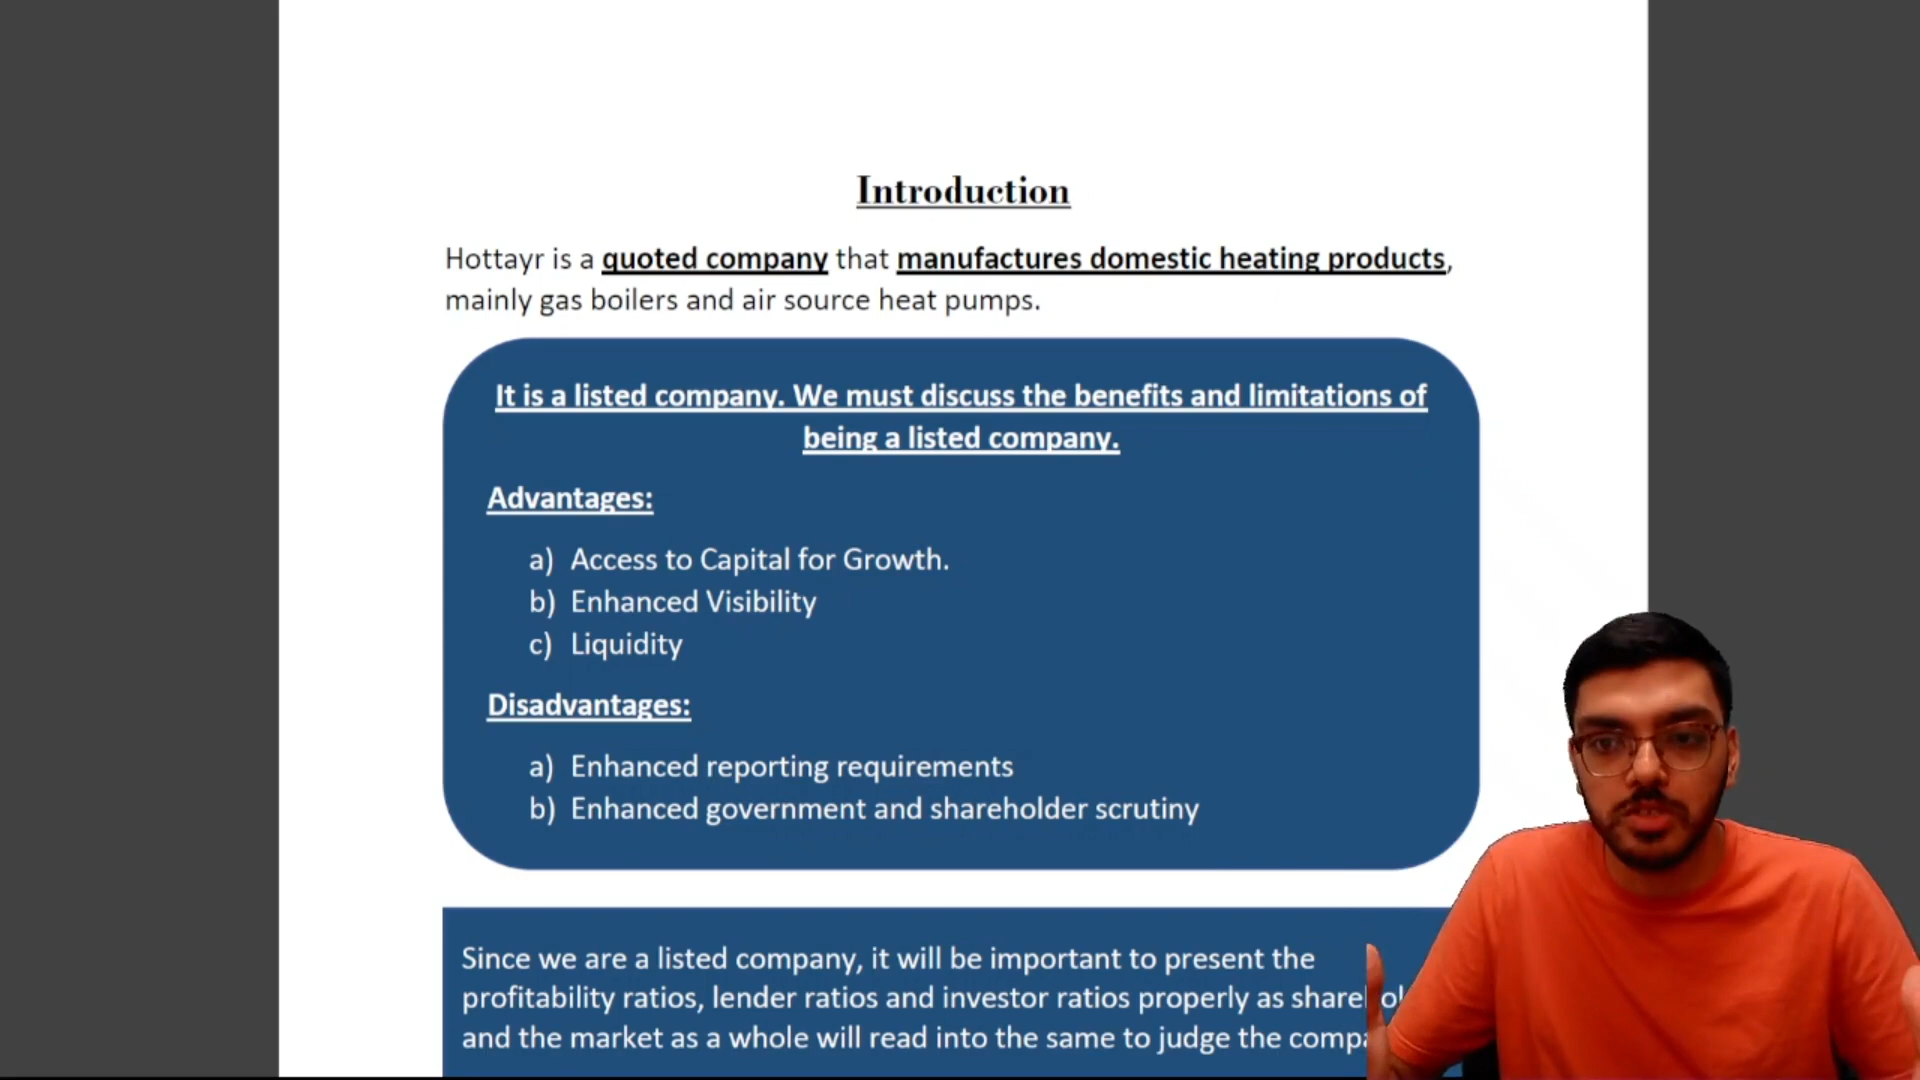 Introduction
Hottayr is a quoted company that manufactures domestic heating products,
mainly gas boilers and air source heat pumps.
It is a listed company. We must discuss the benefits and limitations of
being a listed company.
Advantages:
a) Access to Capital for Growth.
b) Enhanced Visibility
c) Liquidity
Disadvantages:
a) Enhanced reporting requirements
b) Enhanced government and shareholder scrutiny
Since we are a listed company, it will be important to present the
profitability ratios, lender ratios and investor ratios properly as
and the market as a whole will read into the same to judge the